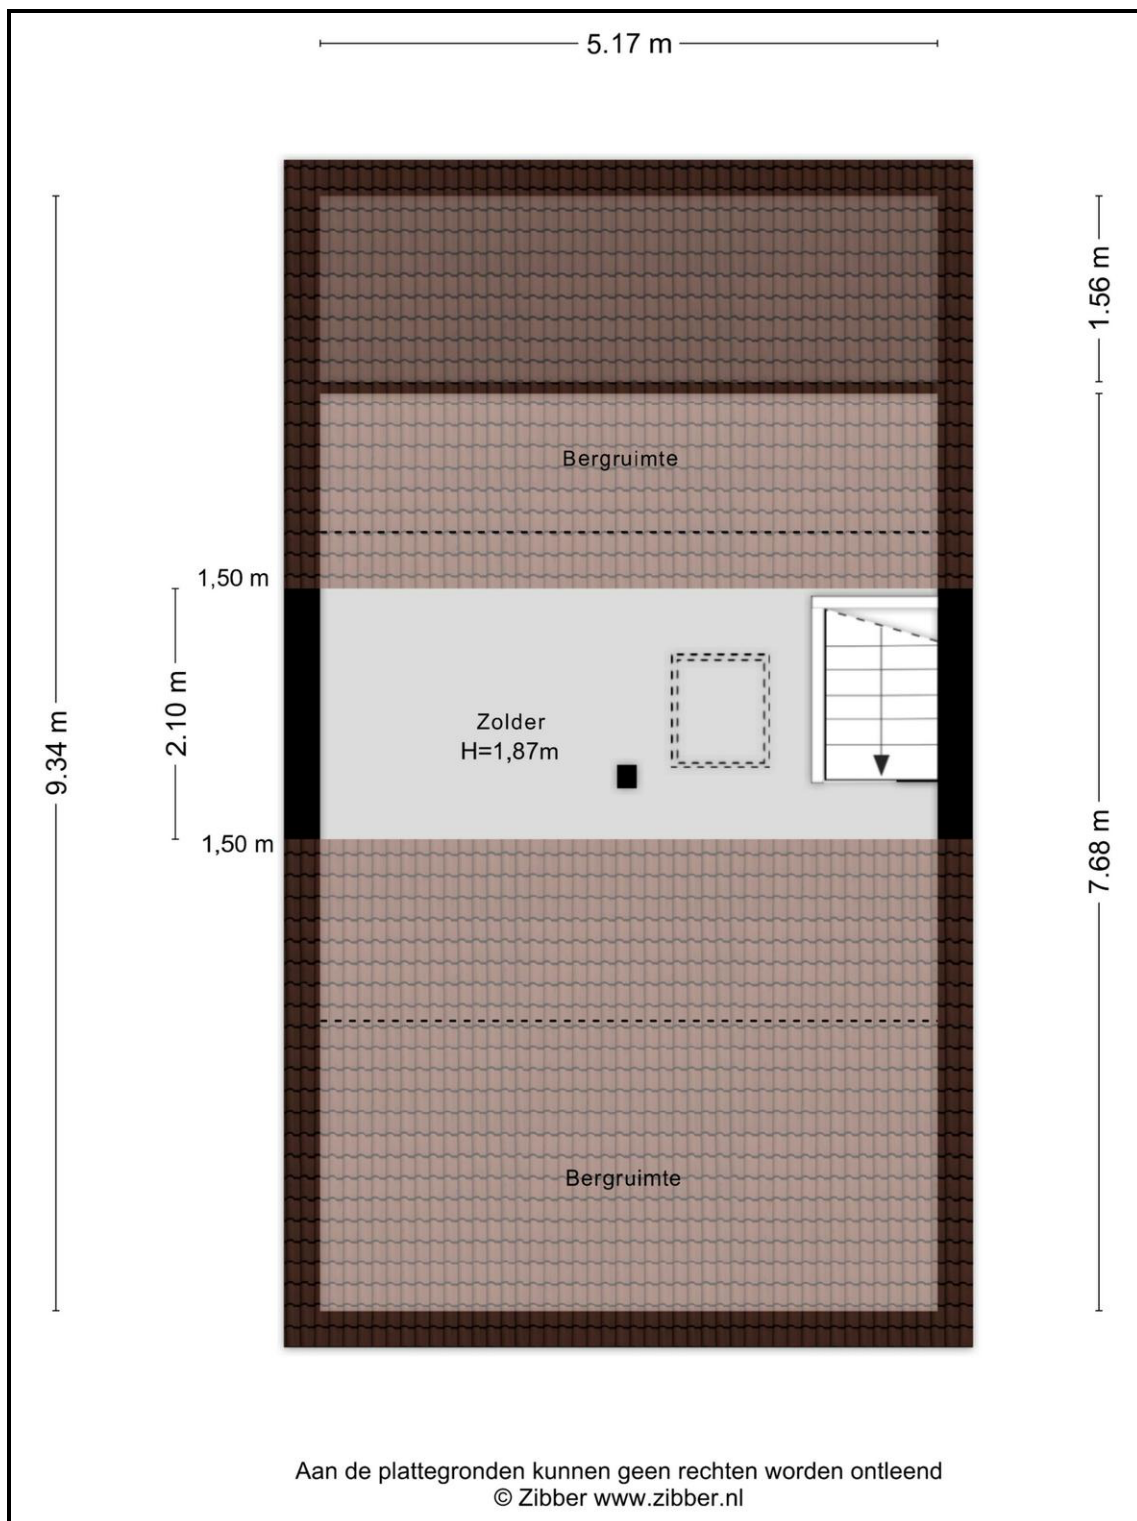 5.17 m
1.56 m
Bergruimte
1,50 m
2.10 m
Zolder
H=1,87m
9.34 m
1,50 m
7.68 m
Bergruimte
Aan de plattegronden kunnen geen rechten worden ontleend
© Zibber www.zibber.nl